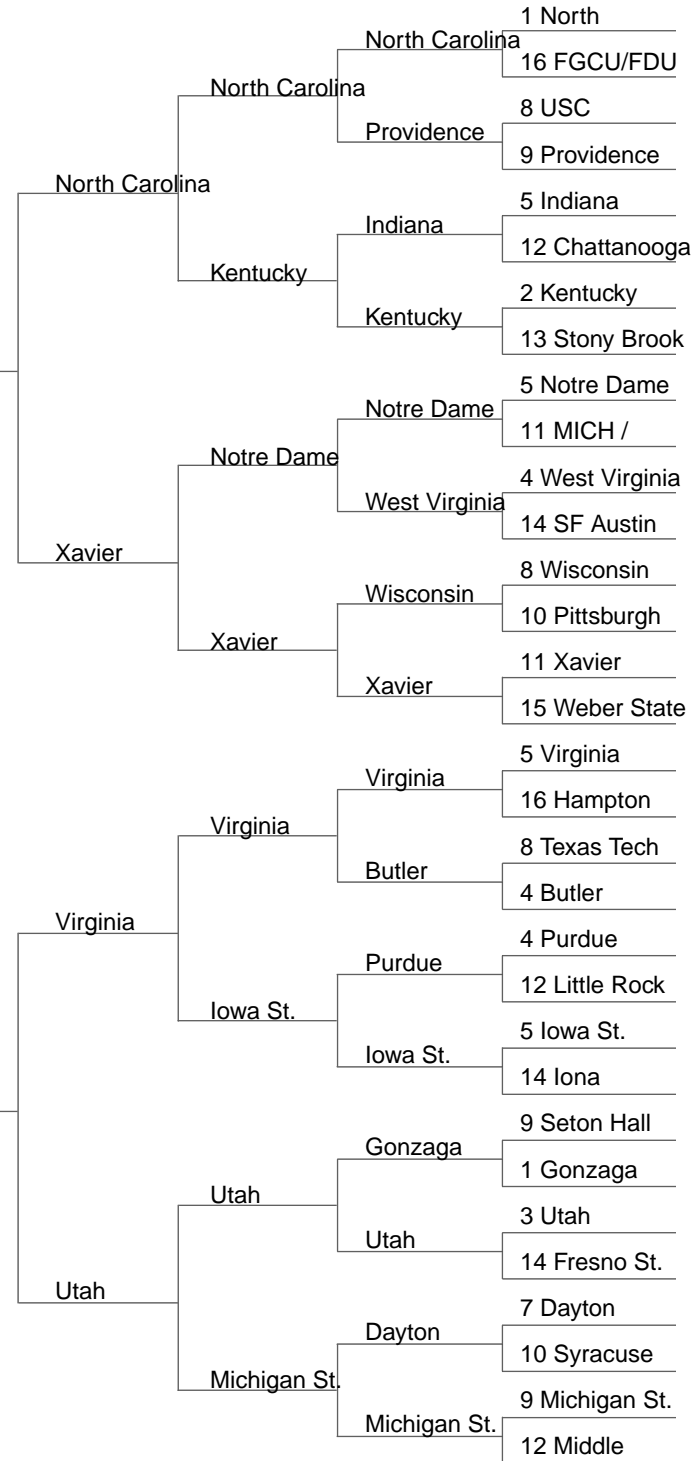 1 North
North Carolina
16 FGCU/FDU
North Carolina
8 USC
Providence
9 Providence
North Carolina
5 Indiana
Indiana
12 Chattanooga
Kentucky
2 Kentucky
Kentucky
13 Stony Brook
5 Notre Dame
Notre Dame
11 MICH /
Notre Dame
4 West Virginia
West Virginia
14 SF Austin
Xavier
8 Wisconsin
Wisconsin
10 Pittsburgh
Xavier
11 Xavier
Xavier
15 Weber State
5 Virginia
Virginia
16 Hampton
Virginia
8 Texas Tech
Butler
4 Butler
Virginia
4 Purdue
Purdue
12 Little Rock
Iowa St.
5 Iowa St.
Iowa St.
14 Iona
9 Seton Hall
Gonzaga
1 Gonzaga
Utah
3 Utah
Utah
14 Fresno St.
Utah
7 Dayton
Dayton
10 Syracuse
Michigan St.
9 Michigan St.
Michigan St.
12 Middle